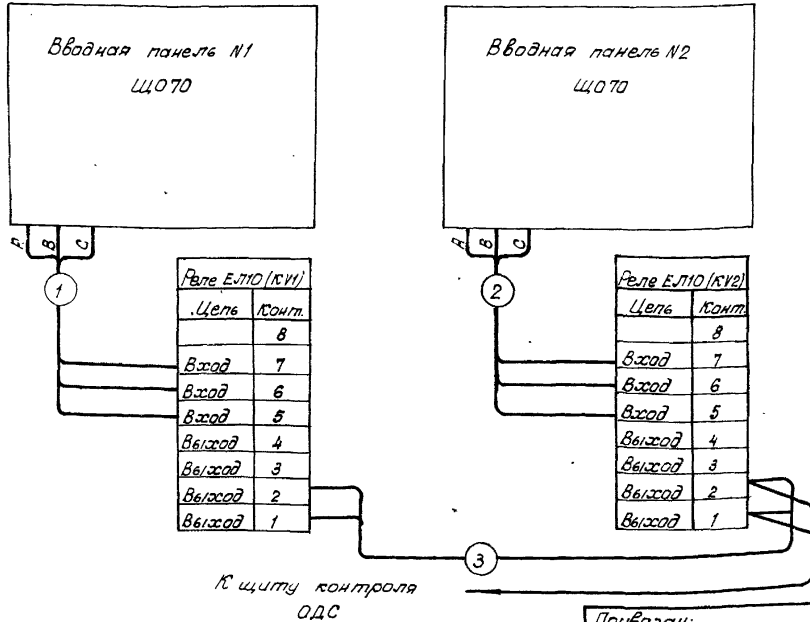 Вводная панель N1
ЩО70
А В С
1
Реле ЕЛ10 (KV1)
Цепь Конт.
8
Вход 7
Вход 6
Вход 5
Выход 4
Выход 3
Выход 2
Выход 1
Вводная панель N2
ЩО70
А В С
2
Реле ЕЛ10 (KV2)
Цепь Конт.
8
Вход 7
Вход 6
Вход 5
Выход 4
Выход 3
Выход 2
Выход 1
3
К щиту контроля
ОДС
Привязан: